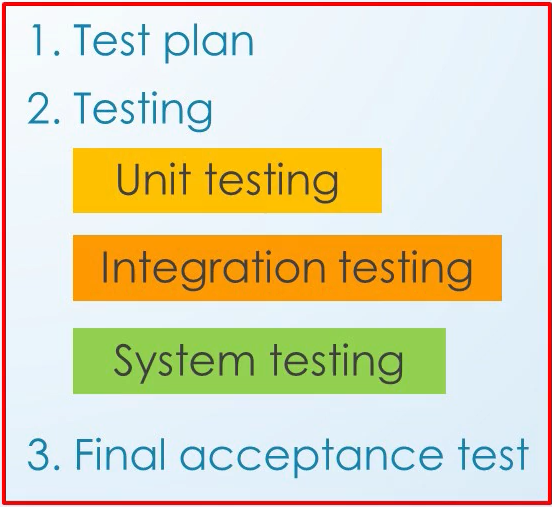 1. Test plan
2. Testing
Unit testing
Integration testing
System testing
3. Final acceptance test